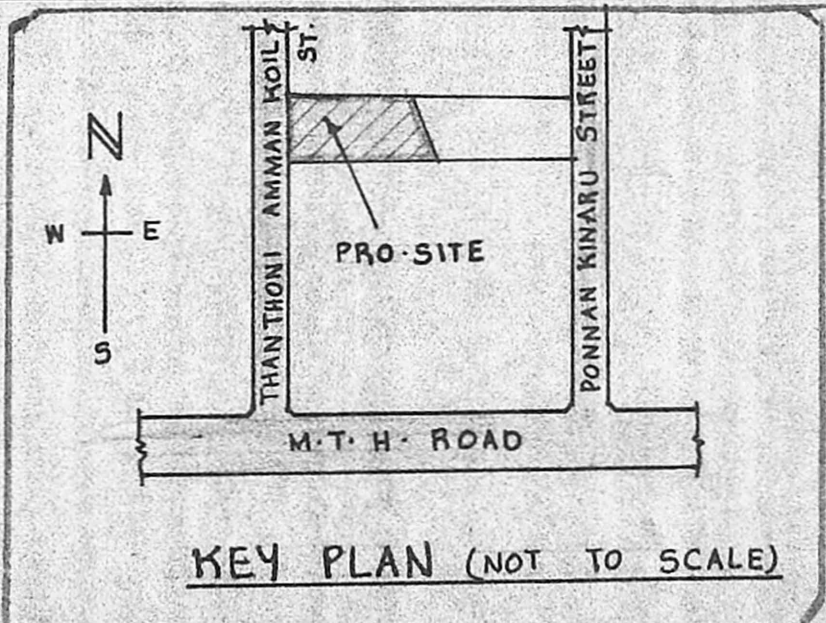 THANTHONI AMMAN KOIL
ST.
PONNAN KINARU STREET
N
W E
S
PRO·SITE
M·T·H· ROAD
KEY PLAN (NOT TO SCALE)